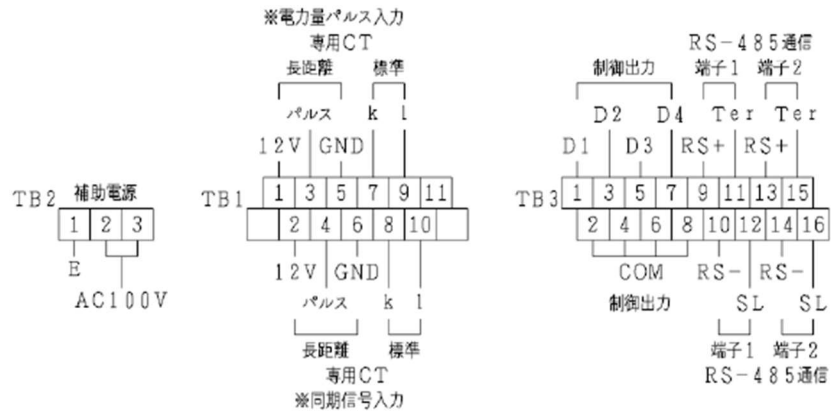 ※電力量パルス入力
専用CT
長距離 標準
パルス k l
12V GND
TB1 1 3 5 7 9 11
2 4 6 8 10
12V GND
パルス k l
長距離 標準
専用CT
※同期信号入力
TB2 補助電源
1 2 3
E
AC100V
RS-485通信
制御出力 端子1 端子2
D2 D4 Ter Ter
D1 D3 RS+ RS+
TB3 1 3 5 7 9 11 13 15
2 4 6 8 10 12 14 16
COM RS- RS-
制御出力 SL SL
端子1 端子2
RS-485通信